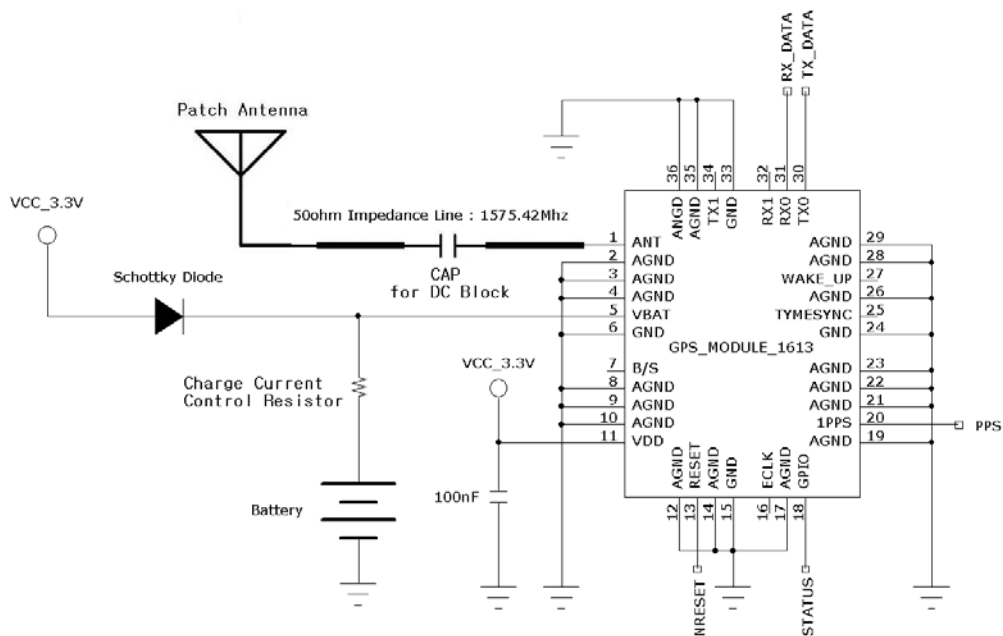 RX_DATA
TX_DATA
Patch Antenna
36
35
34
33
32
31
30
ANGD
AGND
TX1
GND
RX1
RX0
TX0
VCC_3.3V
50ohm Impedance Line : 1575.42Mhz
CAP
for DC Block
Schottky Diode
1 ANT
2 AGND
3 AGND
4 AGND
5 VBAT
6 GND
GPS_MODULE_1613
7 B/S
8 AGND
9 AGND
10 AGND
11 VDD
AGND 29
AGND 28
WAKE_UP 27
AGND 26
TYMESYNC 25
GND 24
AGND 23
AGND 22
AGND 21
1PPS 20
PPS
AGND 19
VCC_3.3V
Charge Current
Control Resistor
100nF
Battery
AGND
RESET
AGND
GND
ECLK
AGND
GPIO
12
13
14
15
16
17
18
NRESET
STATUS